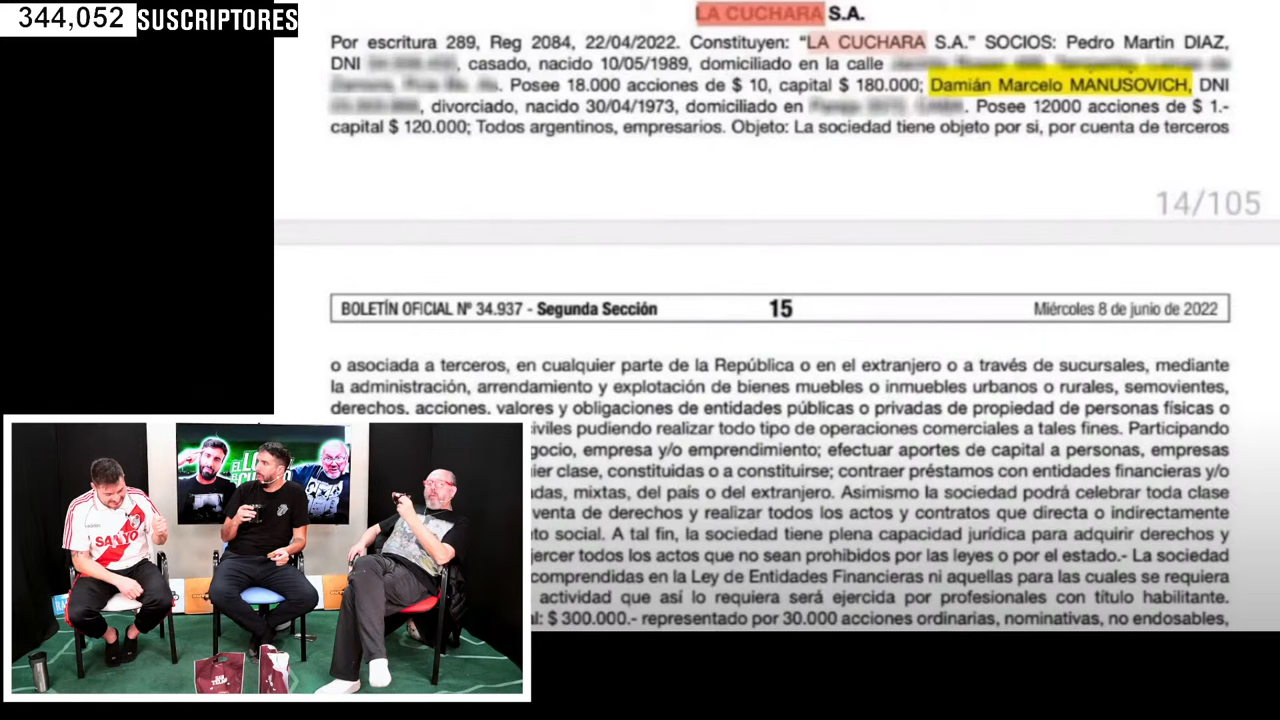 344,052 SUSCRIPTORES
LA CUCHARA S.A.
Por escritura 289, Reg 2084, 22/04/2022. Constituyen: “LA CUCHARA S.A.” SOCIOS: Pedro Martin DIAZ,
DNI , casado, nacido 10/05/1989, domiciliado en la calle
. Posee 18.000 acciones de $ 10, capital $ 180.000; Damián Marcelo MANUSOVICH, DNI
, divorciado, nacido 30/04/1973, domiciliado en . Posee 12000 acciones de $ 1.-
capital $ 120.000; Todos argentinos, empresarios. Objeto: La sociedad tiene objeto por si, por cuenta de terceros
14/105
BOLETÍN OFICIAL Nº 34.937 - Segunda Sección 15 Miércoles 8 de junio de 2022
o asociada a terceros, en cualquier parte de la República o en el extranjero o a través de sucursales, mediante
la administración, arrendamiento y explotación de bienes muebles o inmuebles urbanos o rurales, semovientes,
derechos, acciones, valores y obligaciones de entidades públicas o privadas de propiedad de personas físicas o
iviles pudiendo realizar todo tipo de operaciones comerciales a tales fines. Participando
gocio, empresa y/o emprendimiento; efectuar aportes de capital a personas, empresas
ier clase, constituidas o a constituirse; contraer préstamos con entidades financieras y/o
das, mixtas, del país o del extranjero. Asimismo la sociedad podrá celebrar toda clase
venta de derechos y realizar todos los actos y contratos que directa o indirectamente
to social. A tal fin, la sociedad tiene plena capacidad jurídica para adquirir derechos y
jercer todos los actos que no sean prohibidos por las leyes o por el estado.- La sociedad
comprendidas en la Ley de Entidades Financieras ni aquellas para las cuales se requiera
actividad que así lo requiera será ejercida por profesionales con título habilitante.
l: $ 300.000.- representado por 30.000 acciones ordinarias, nominativas, no endosables,
SANYO